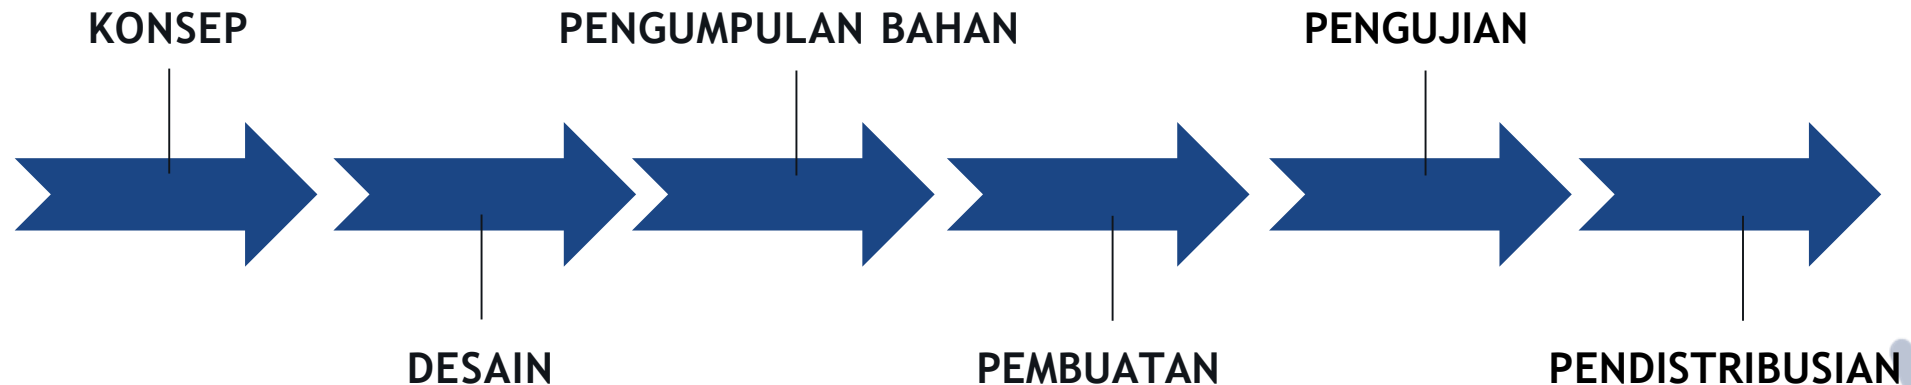 KONSEP
PENGUMPULAN BAHAN
PENGUJIAN
DESAIN
PEMBUATAN
PENDISTRIBUSIAN